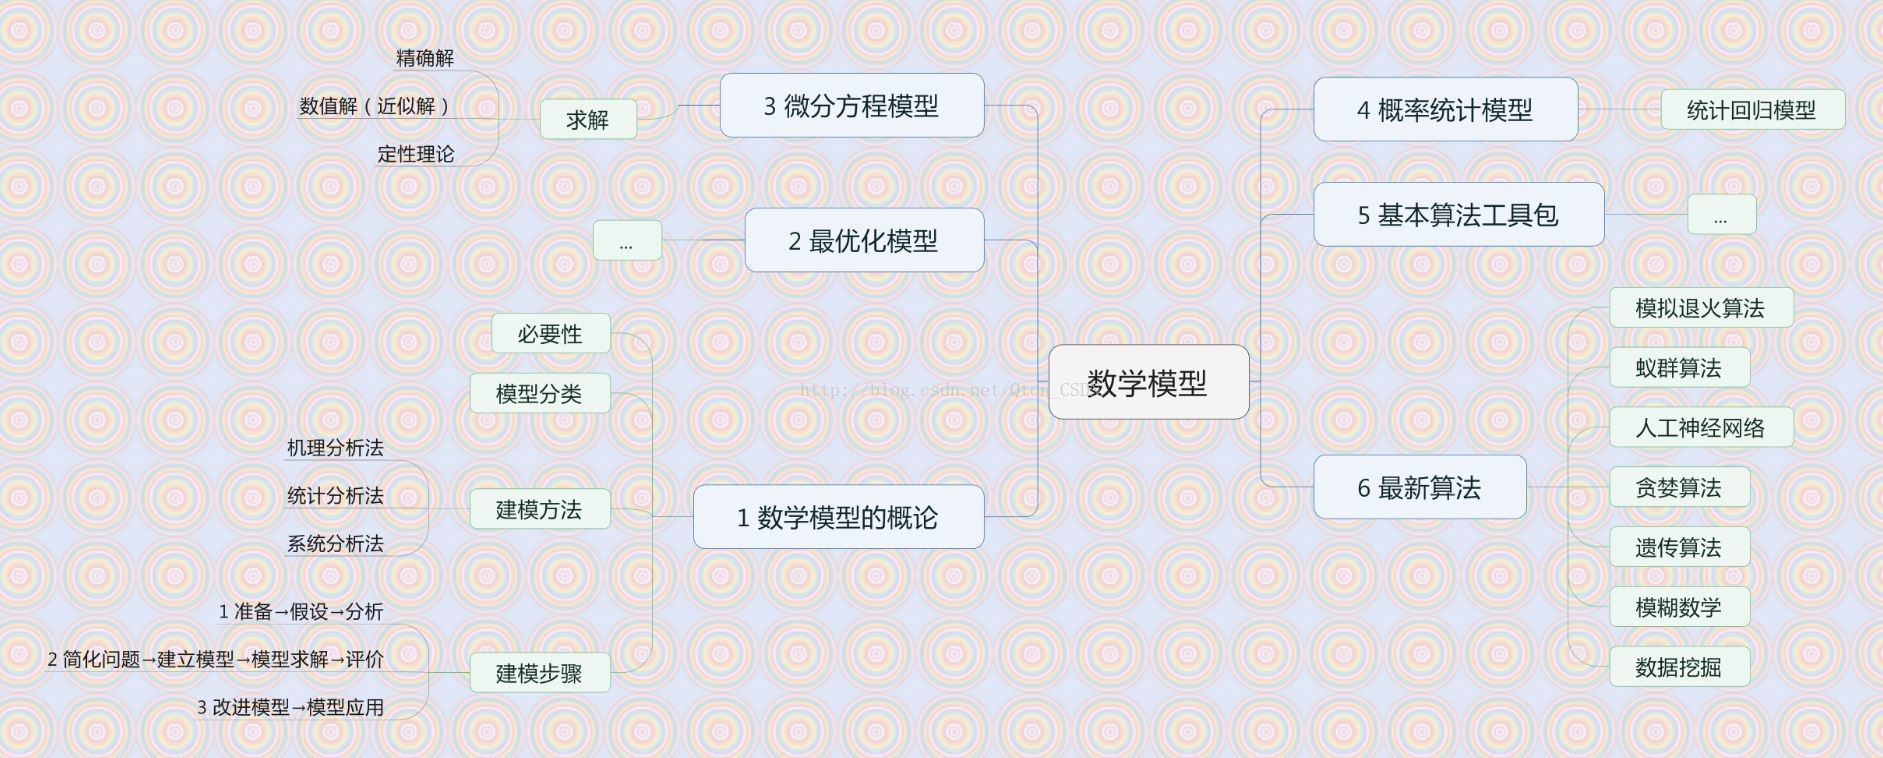 数学模型
1 数学模型的概论
必要性
模型分类
建模方法
机理分析法
统计分析法
系统分析法
建模步骤
1 准备→假设→分析
2 简化问题→建立模型→模型求解→评价
3 改进模型→模型应用
2 最优化模型
...
3 微分方程模型
求解
精确解
数值解（近似解）
定性理论
4 概率统计模型
统计回归模型
5 基本算法工具包
...
6 最新算法
模拟退火算法
蚁群算法
人工神经网络
贪婪算法
遗传算法
模糊数学
数据挖掘